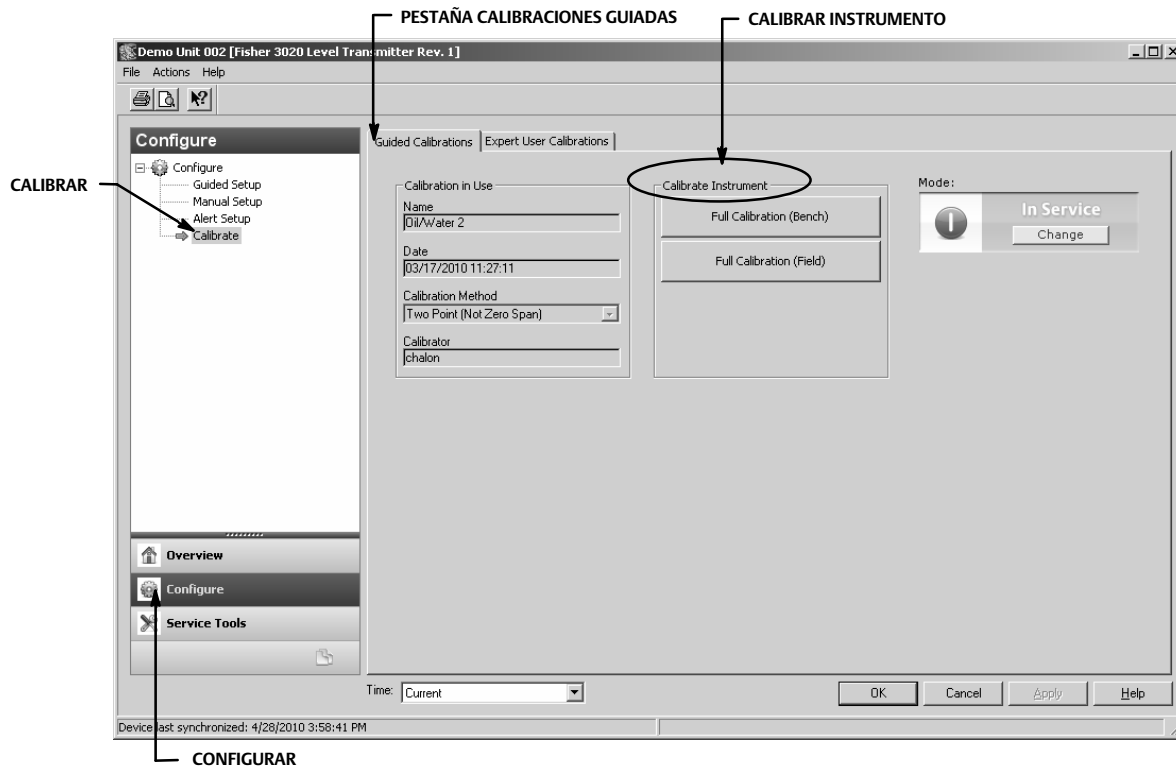 PESTAÑA CALIBRACIONES GUIADAS
CALIBRAR INSTRUMENTO
Demo Unit 002 [Fisher 3020 Level Transmitter Rev. 1]
File Actions Help
Configure
Configure
Guided Setup
Manual Setup
Alert Setup
Calibrate
CALIBRAR
Guided Calibrations
Expert User Calibrations
Calibration in Use
Name
Oil/Water 2
Date
03/17/2010 11:27:11
Calibration Method
Two Point (Not Zero Span)
Calibrator
chalon
Calibrate Instrument
Full Calibration (Bench)
Full Calibration (Field)
Mode:
In Service
Change
Overview
Configure
Service Tools
Time: Current
OK
Cancel
Apply
Help
Device last synchronized: 4/28/2010 3:58:41 PM
CONFIGURAR